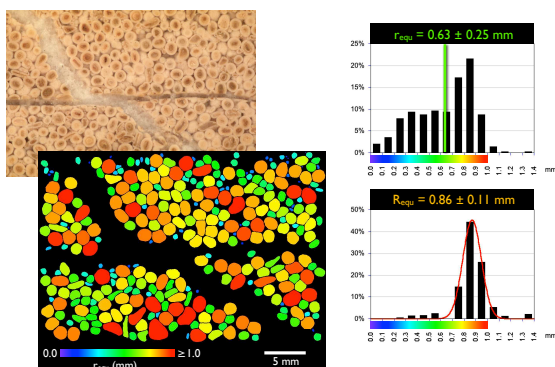 r_equ = 0.63 ± 0.25 mm
25%
20%
15%
10%
5%
0%
0.0 0.1 0.2 0.3 0.4 0.5 0.6 0.7 0.8 0.9 1.0 1.1 1.2 1.3 1.4 mm
R_equ = 0.86 ± 0.11 mm
50%
40%
30%
20%
10%
0%
0.0 0.1 0.2 0.3 0.4 0.5 0.6 0.7 0.8 0.9 1.0 1.1 1.2 1.3 1.4 mm
0.0 ≥1.0 5 mm
(mm)